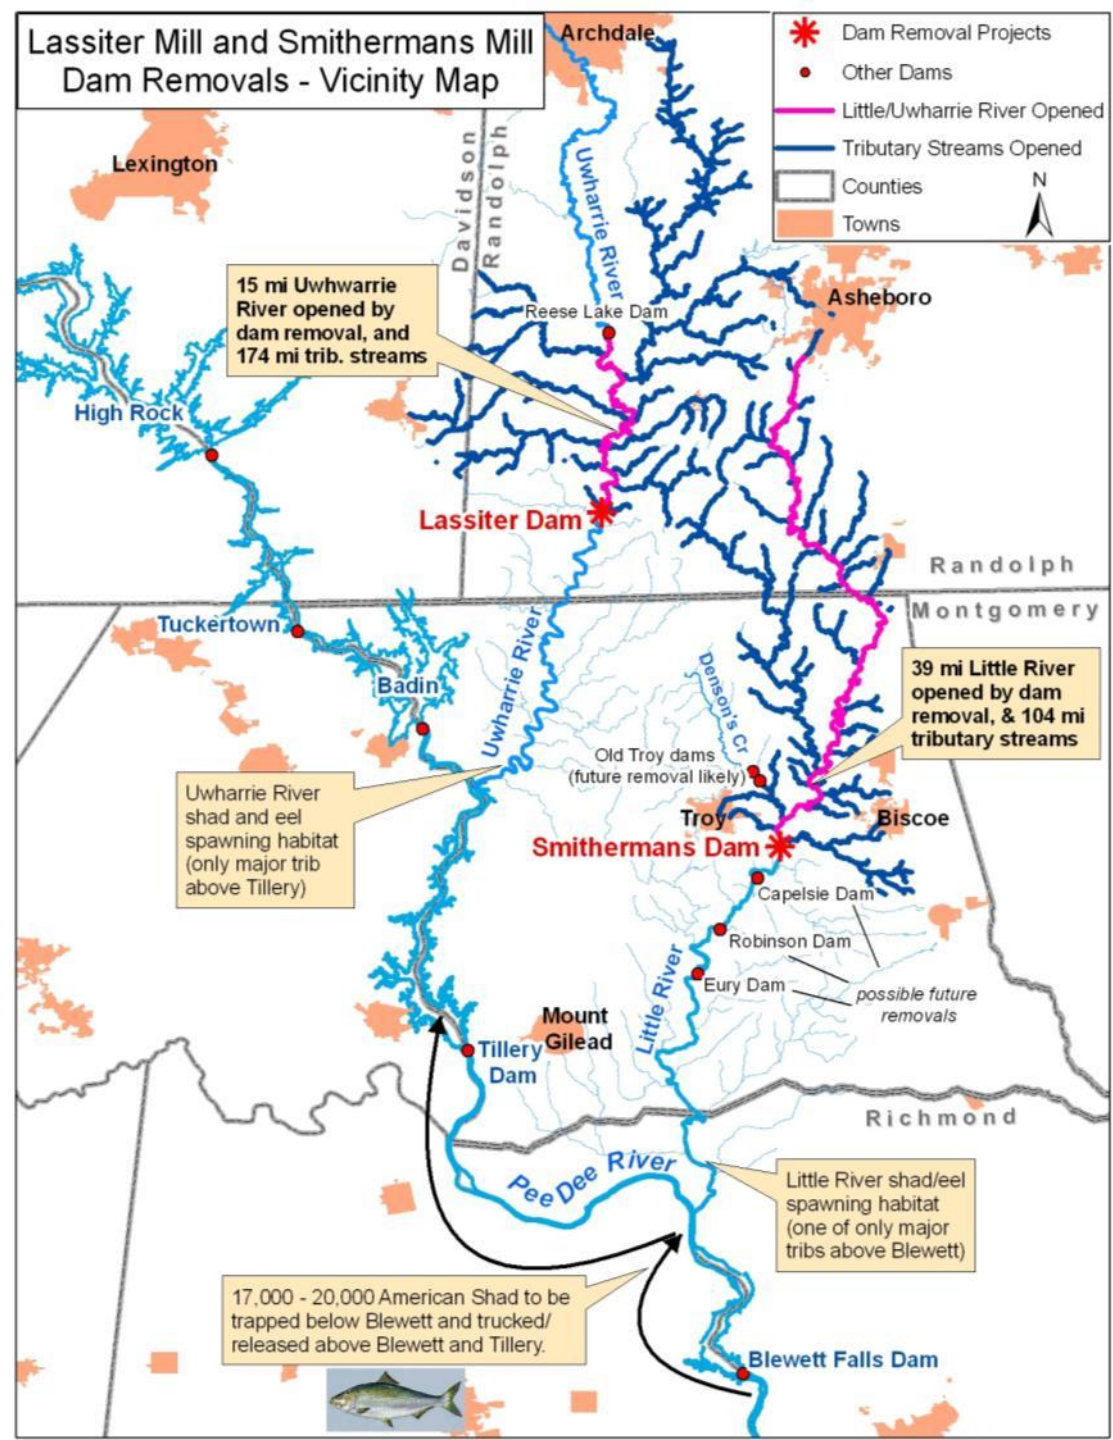 Lassiter Mill and Smithermans Mill
Dam Removals - Vicinity Map
Archdale
Dam Removal Projects
Other Dams
Little/Uwharrie River Opened
Tributary Streams Opened
Counties
Towns
N
Lexington
Davidson
Randolph
Uwharrie River
15 mi Uwhwarrie
River opened by
dam removal, and
174 mi trib. streams
Reese Lake Dam
Asheboro
High Rock
Lassiter Dam
Randolph
Montgomery
Tuckertown
Uwharrie River
Badin
Denson's Cr
39 mi Little River
opened by dam
removal, & 104 mi
tributary streams
Old Troy dams
(future removal likely)
Uwharrie River
shad and eel
spawning habitat
(only major trib
above Tillery)
Troy
Biscoe
Smithermans Dam
Capelsie Dam
Robinson Dam
Eury Dam
possible future
removals
Little River
Mount
Gilead
Tillery
Dam
Richmond
Pee Dee River
Little River shad/eel
spawning habitat
(one of only major
tribs above Blewett)
17,000 - 20,000 American Shad to be
trapped below Blewett and trucked/
released above Blewett and Tillery.
Blewett Falls Dam